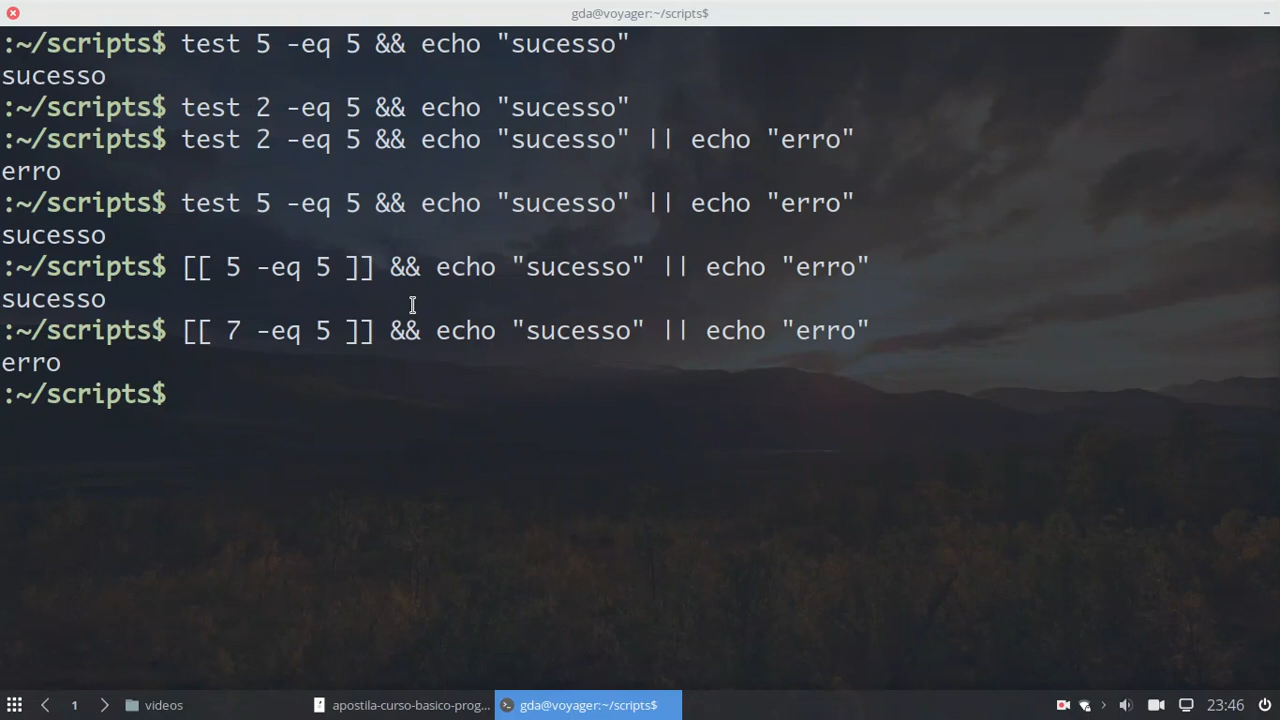 gda@voyager:~/scripts$
:~/scripts$ test 5 -eq 5 && echo "sucesso"
sucesso
:~/scripts$ test 2 -eq 5 && echo "sucesso"
:~/scripts$ test 2 -eq 5 && echo "sucesso" || echo "erro"
erro
:~/scripts$ test 5 -eq 5 && echo "sucesso" || echo "erro"
sucesso
:~/scripts$ [[ 5 -eq 5 ]] && echo "sucesso" || echo "erro"
sucesso
:~/scripts$ [[ 7 -eq 5 ]] && echo "sucesso" || echo "erro"
erro
:~/scripts$
1 videos apostila-curso-basico-prog... gda@voyager:~/scripts$ 23:46